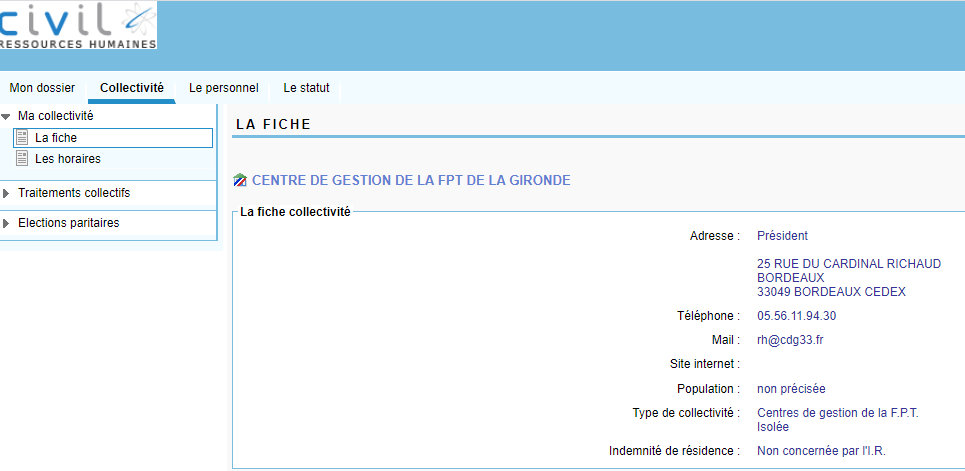 civil
RESSOURCES HUMAINES
Mon dossier Collectivité Le personnel Le statut
Ma collectivité
La fiche
Les horaires
Traitements collectifs
Elections paritaires
LA FICHE
CENTRE DE GESTION DE LA FPT DE LA GIRONDE
La fiche collectivité
Adresse : Président
25 RUE DU CARDINAL RICHAUD
BORDEAUX
33049 BORDEAUX CEDEX
Téléphone : 05.56.11.94.30
Mail : rh@cdg33.fr
Site internet :
Population : non précisée
Type de collectivité : Centres de gestion de la F.P.T.
Isolée
Indemnité de résidence : Non concernée par l'I.R.